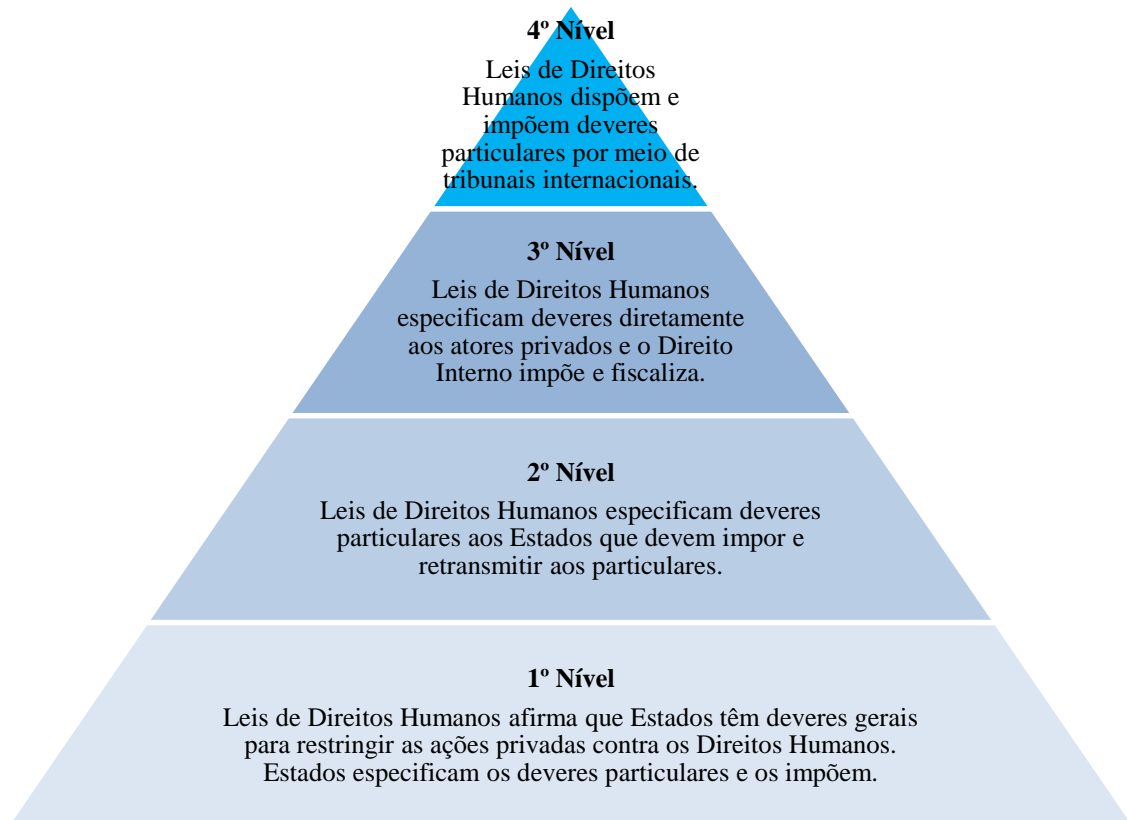 4º Nível
Leis de Direitos
Humanos dispõem e
impõem deveres
particulares por meio de
tribunais internacionais.
3º Nível
Leis de Direitos Humanos
especificam deveres diretamente
aos atores privados e o Direito
Interno impõe e fiscaliza.
2º Nível
Leis de Direitos Humanos especificam deveres
particulares aos Estados que devem impor e
retransmitir aos particulares.
1º Nível
Leis de Direitos Humanos afirma que Estados têm deveres gerais
para restringir as ações privadas contra os Direitos Humanos.
Estados especificam os deveres particulares e os impõem.